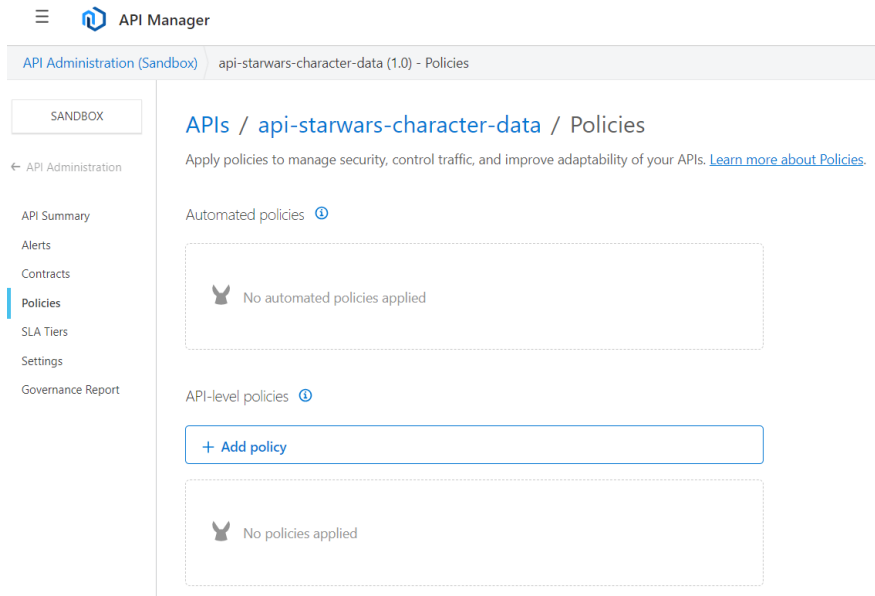 API Manager
API Administration (Sandbox) api-starwars-character-data (1.0) - Policies
SANDBOX
← API Administration
API Summary
Alerts
Contracts
Policies
SLA Tiers
Settings
Governance Report
APIs / api-starwars-character-data / Policies
Apply policies to manage security, control traffic, and improve adaptability of your APIs. Learn more about Policies.
Automated policies
No automated policies applied
API-level policies
+ Add policy
No policies applied